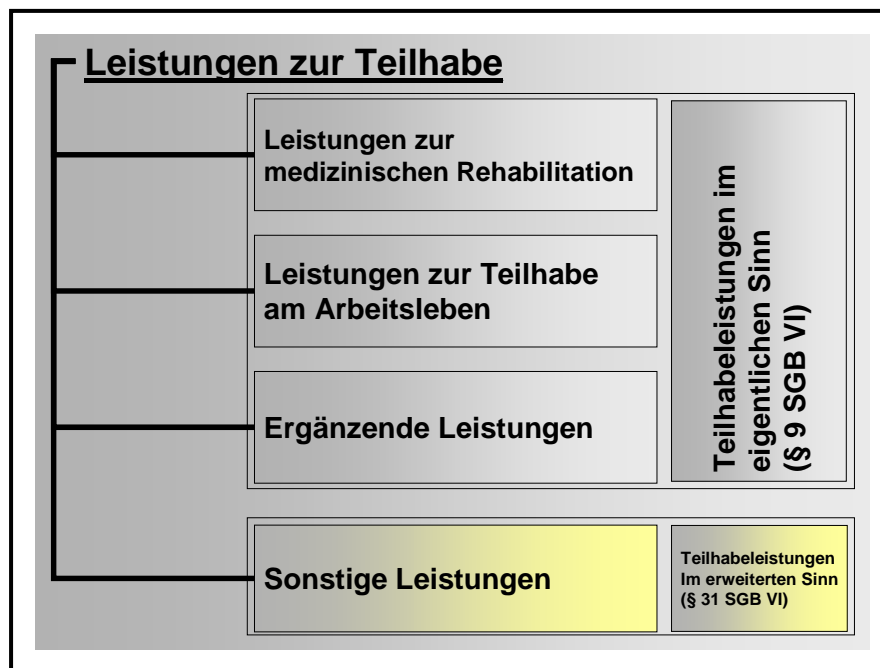 Leistungen zur Teilhabe
Leistungen zur
medizinischen Rehabilitation
Leistungen zur Teilhabe
am Arbeitsleben
Ergänzende Leistungen
Teilhabeleistungen im
eigentlichen Sinn
(§ 9 SGB VI)
Sonstige Leistungen
Teilhabeleistungen
Im erweiterten Sinn
(§ 31 SGB VI)